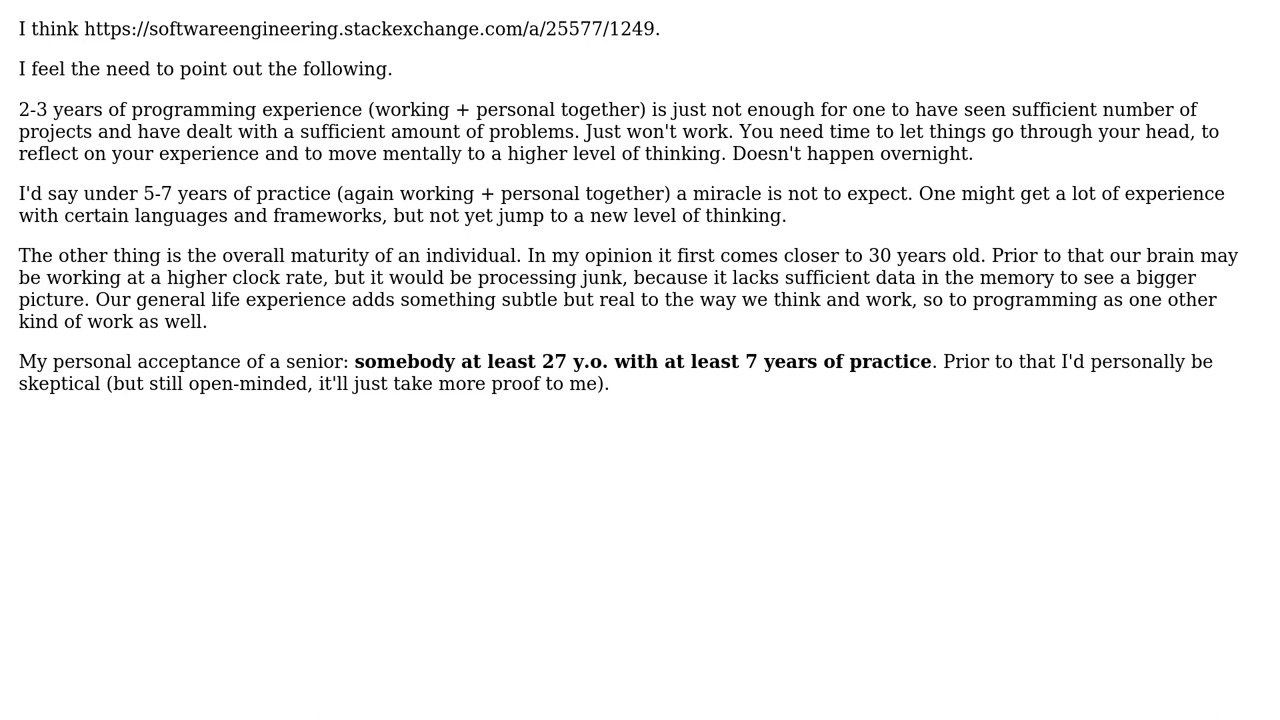 I think https://softwareengineering.stackexchange.com/a/25577/1249.
I feel the need to point out the following.
2-3 years of programming experience (working + personal together) is just not enough for one to have seen sufficient number of
projects and have dealt with a sufficient amount of problems. Just won't work. You need time to let things go through your head, to
reflect on your experience and to move mentally to a higher level of thinking. Doesn't happen overnight.
I'd say under 5-7 years of practice (again working + personal together) a miracle is not to expect. One might get a lot of experience
with certain languages and frameworks, but not yet jump to a new level of thinking.
The other thing is the overall maturity of an individual. In my opinion it first comes closer to 30 years old. Prior to that our brain may
be working at a higher clock rate, but it would be processing junk, because it lacks sufficient data in the memory to see a bigger
picture. Our general life experience adds something subtle but real to the way we think and work, so to programming as one other
kind of work as well.
My personal acceptance of a senior: somebody at least 27 y.o. with at least 7 years of practice. Prior to that I'd personally be
skeptical (but still open-minded, it'll just take more proof to me).